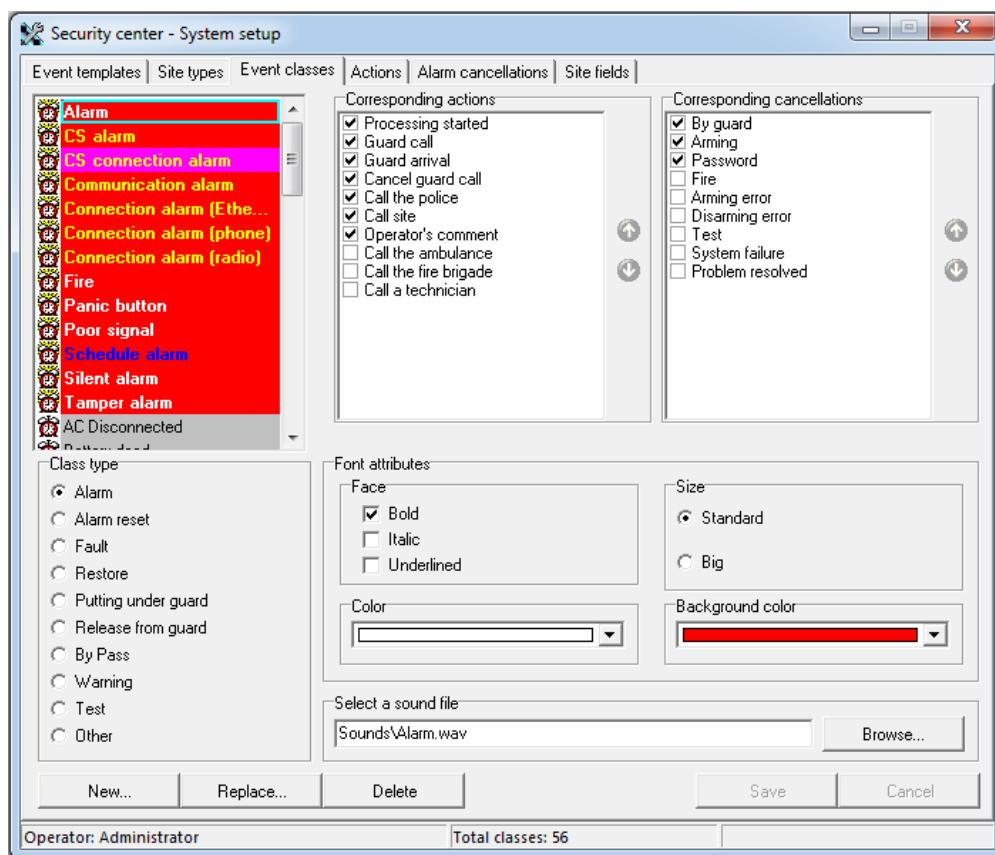 Security center - System setup
Event templates
Site types
Event classes
Actions
Alarm cancellations
Site fields
Alarm
CS alarm
CS connection alarm
Communication alarm
Connection alarm (Ethe...
Connection alarm (phone)
Connection alarm (radio)
Fire
Panic button
Poor signal
Schedule alarm
Silent alarm
Tamper alarm
AC Disconnected
Corresponding actions
Processing started
Guard call
Guard arrival
Cancel guard call
Call the police
Call site
Operator's comment
Call the ambulance
Call the fire brigade
Call a technician
Corresponding cancellations
By guard
Arming
Password
Fire
Arming error
Disarming error
Test
System failure
Problem resolved
Class type
Alarm
Alarm reset
Fault
Restore
Putting under guard
Release from guard
By Pass
Warning
Test
Other
Font attributes
Face
Bold
Italic
Underlined
Size
Standard
Big
Color
Background color
Select a sound file
Sounds\Alarm.wav
Browse...
New...
Replace...
Delete
Save
Cancel
Operator: Administrator
Total classes: 56